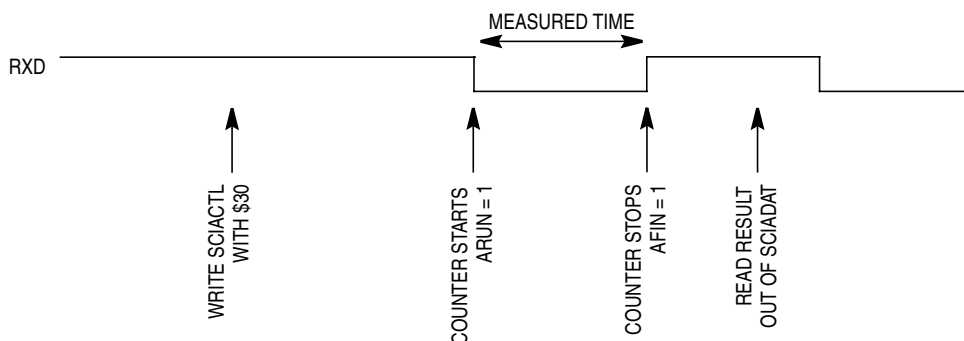 MEASURED TIME
RXD
WRITE SCIACTL
WITH $30
COUNTER STARTS
ARUN = 1
COUNTER STOPS
AFIN = 1
READ RESULT
OUT OF SCIADAT